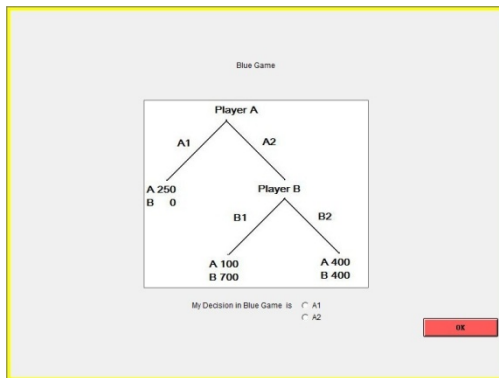 Blue Game
Player A
A1 A2
A 250
B 0
Player B
B1 B2
A 100
B 700
A 400
B 400
My Decision in Blue Game is A1
A2
OK